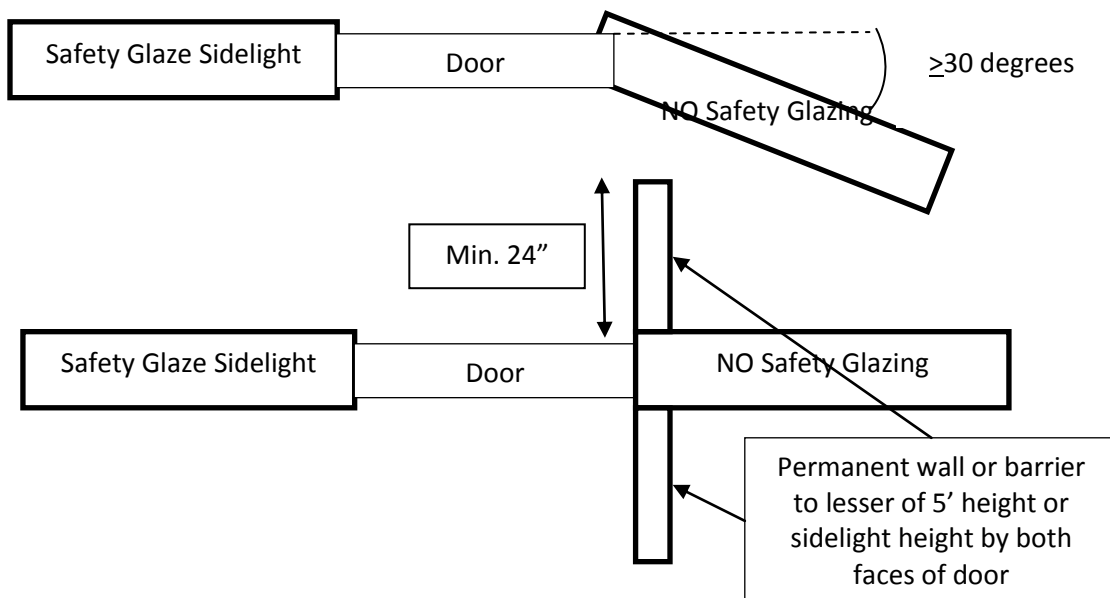 Safety Glaze Sidelight
Door
≥30 degrees
NO Safety Glazing
Min. 24”
Safety Glaze Sidelight
Door
NO Safety Glazing
Permanent wall or barrier
to lesser of 5’ height or
sidelight height by both
faces of door